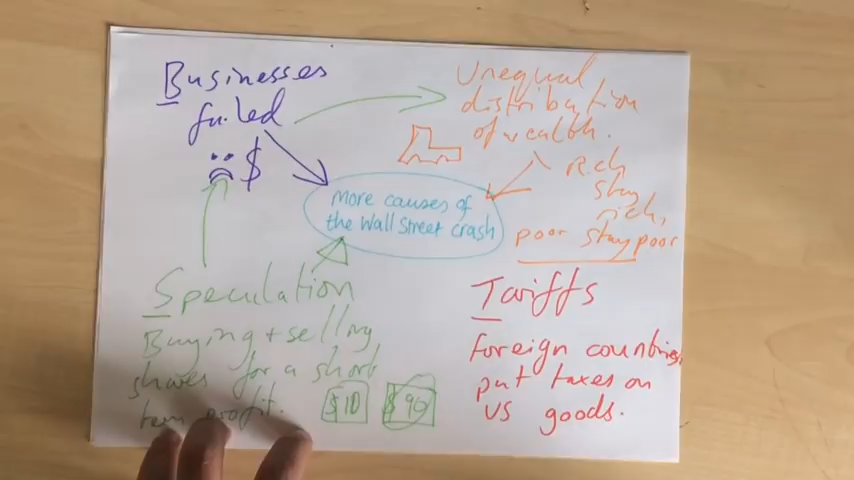 Businesses
failed
$
Unequal
distribution
of wealth.
Rich
stay
rich,
poor stay poor
More causes of
the Wall Street crash
Speculation
Buying + selling
shares for a short
term profit.
$10 $90
Tariffs
Foreign countries,
put taxes on
US goods.